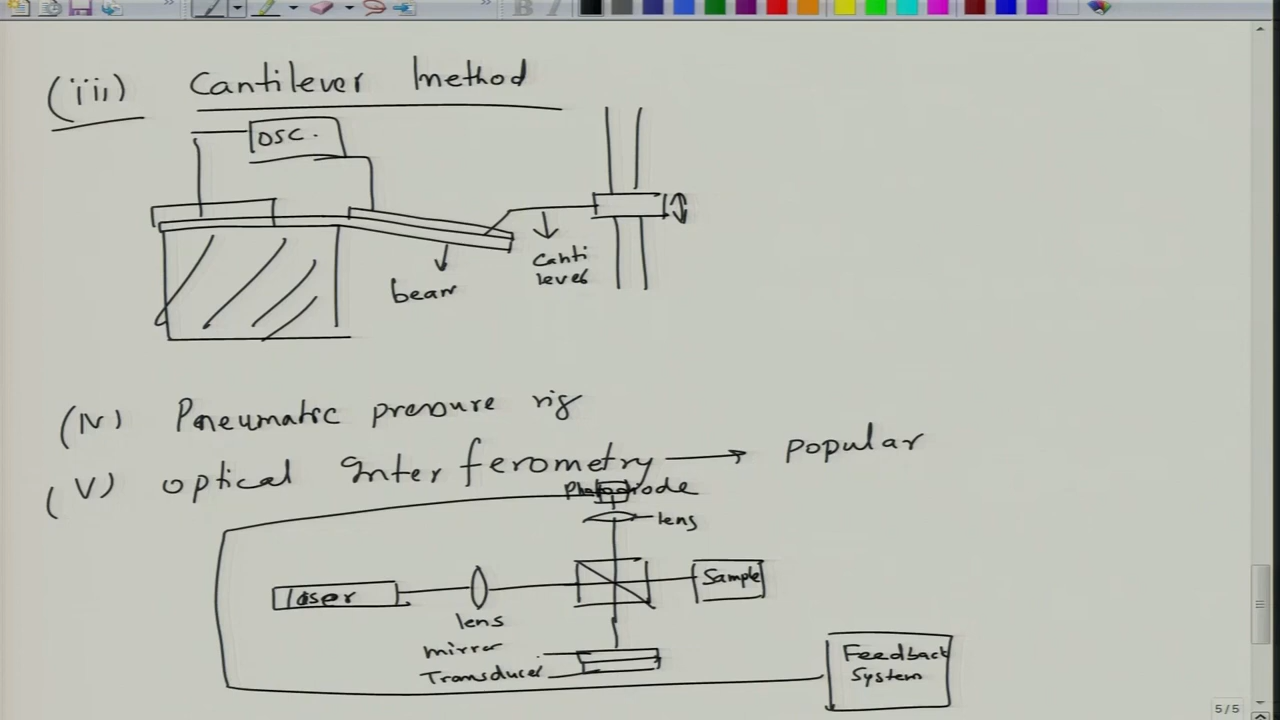 (iii) Cantilever method
OSC.
Canti
lever
beam
(IV) Pneumatic pressure rig
(V) optical Interferometry → popular
Photodiode
lens
laser
Sample
lens
mirror
Transducer
Feedback
System
5/5